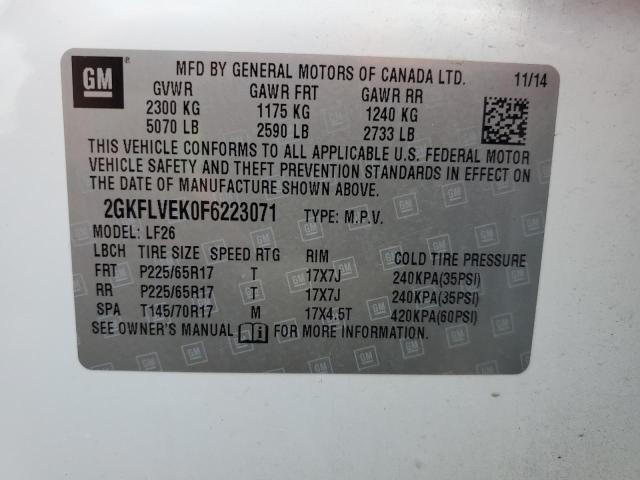 GM
MFD BY GENERAL MOTORS OF CANADA LTD. 11/14
GVWR GAWR FRT GAWR RR
2300 KG 1175 KG 1240 KG
5070 LB 2590 LB 2733 LB
THIS VEHICLE CONFORMS TO ALL APPLICABLE U.S. FEDERAL MOTOR
VEHICLE SAFETY AND THEFT PREVENTION STANDARDS IN EFFECT ON
THE DATE OF MANUFACTURE SHOWN ABOVE.
2GKFLVEK0F6223071 TYPE: M.P.V.
MODEL: LF26
LBCH TIRE SIZE SPEED RTG RIM COLD TIRE PRESSURE
FRT P225/65R17 T 17X7J 240KPA(35PSI)
RR P225/65R17 T 17X7J 240KPA(35PSI)
SPA T145/70R17 M 17X4.5T 420KPA(60PSI)
SEE OWNER'S MANUAL FOR MORE INFORMATION.